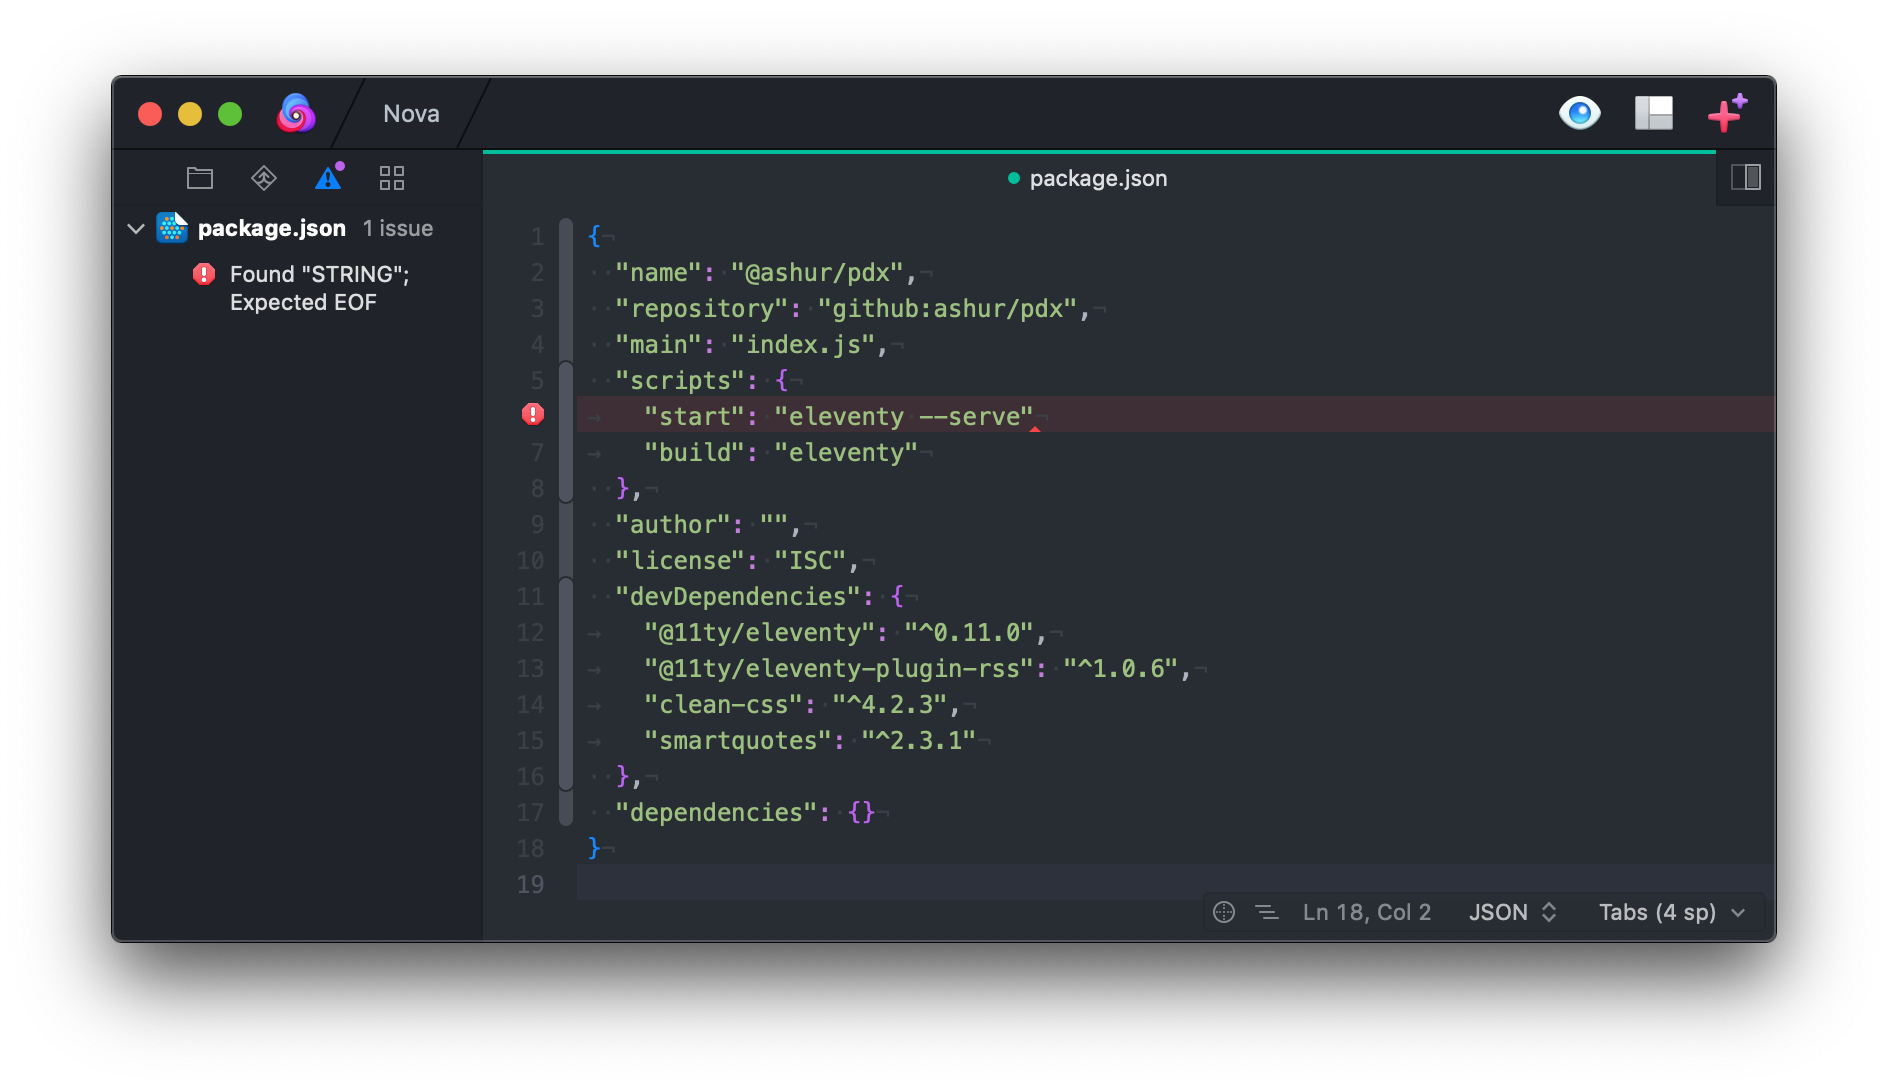 Nova
package.json 1 issue
Found "STRING";
Expected EOF
package.json
1 {
2 "name": "@ashur/pdx",
3 "repository": "github:ashur/pdx",
4 "main": "index.js",
5 "scripts": {
"start": "eleventy --serve"
7 "build": "eleventy"
8 },
9 "author": "",
10 "license": "ISC",
11 "devDependencies": {
12 "@11ty/eleventy": "^0.11.0",
13 "@11ty/eleventy-plugin-rss": "^1.0.6",
14 "clean-css": "^4.2.3",
15 "smartquotes": "^2.3.1"
16 },
17 "dependencies": {}
18 }
19
Ln 18, Col 2 JSON Tabs (4 sp)